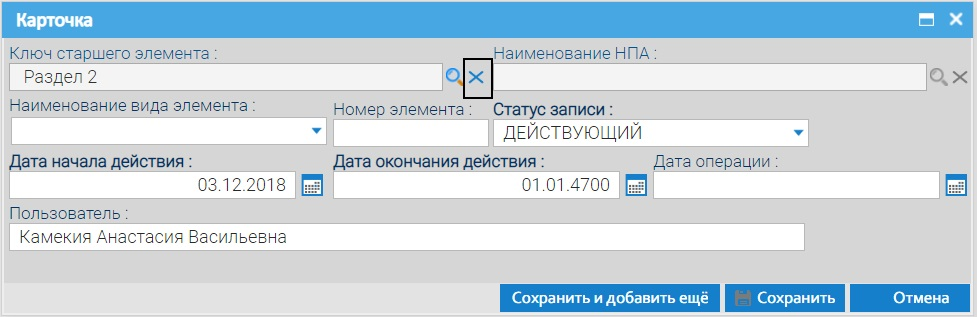 Карточка
Ключ старшего элемента : Наименование НПА :
Раздел 2
Наименование вида элемента : Номер элемента : Статус записи :
ДЕЙСТВУЮЩИЙ
Дата начала действия : Дата окончания действия : Дата операции :
03.12.2018 01.01.4700
Пользователь :
Камекия Анастасия Васильевна
Сохранить и добавить ещё Сохранить Отмена